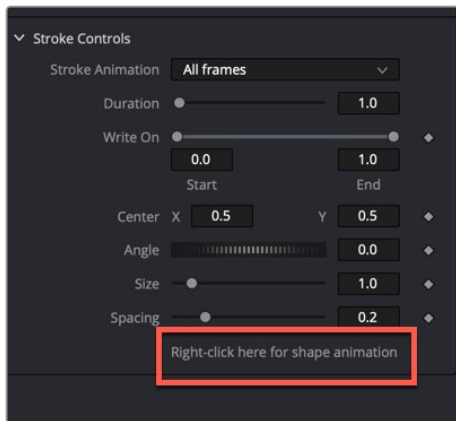 Stroke Controls
Stroke Animation All frames
Duration 1.0
Write On
0.0 1.0
Start End
Center X 0.5 Y 0.5
Angle 0.0
Size 1.0
Spacing 0.2
Right-click here for shape animation